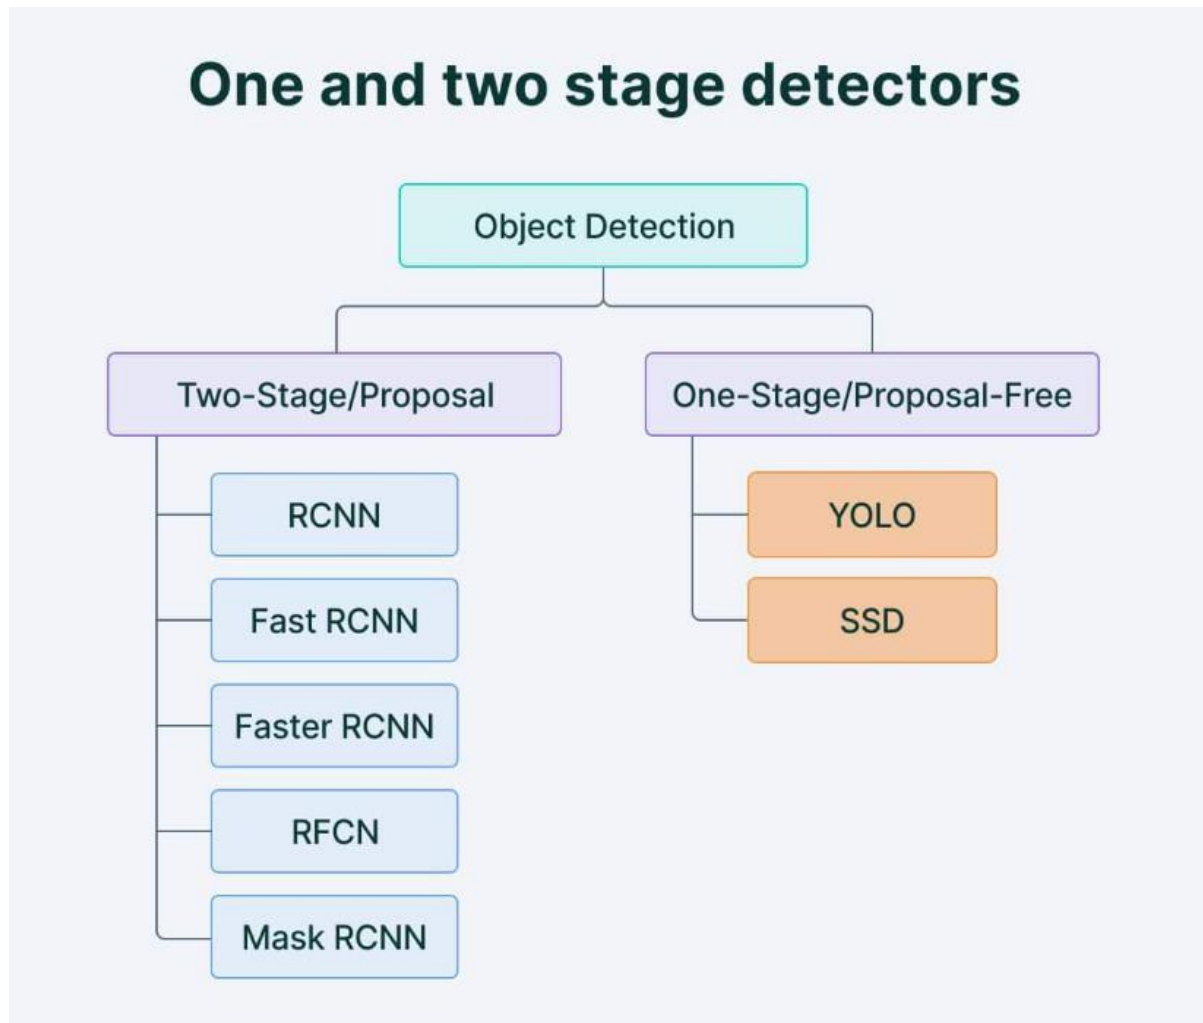 One and two stage detectors
Object Detection
Two-Stage/Proposal
One-Stage/Proposal-Free
RCNN
Fast RCNN
Faster RCNN
RFCN
Mask RCNN
YOLO
SSD